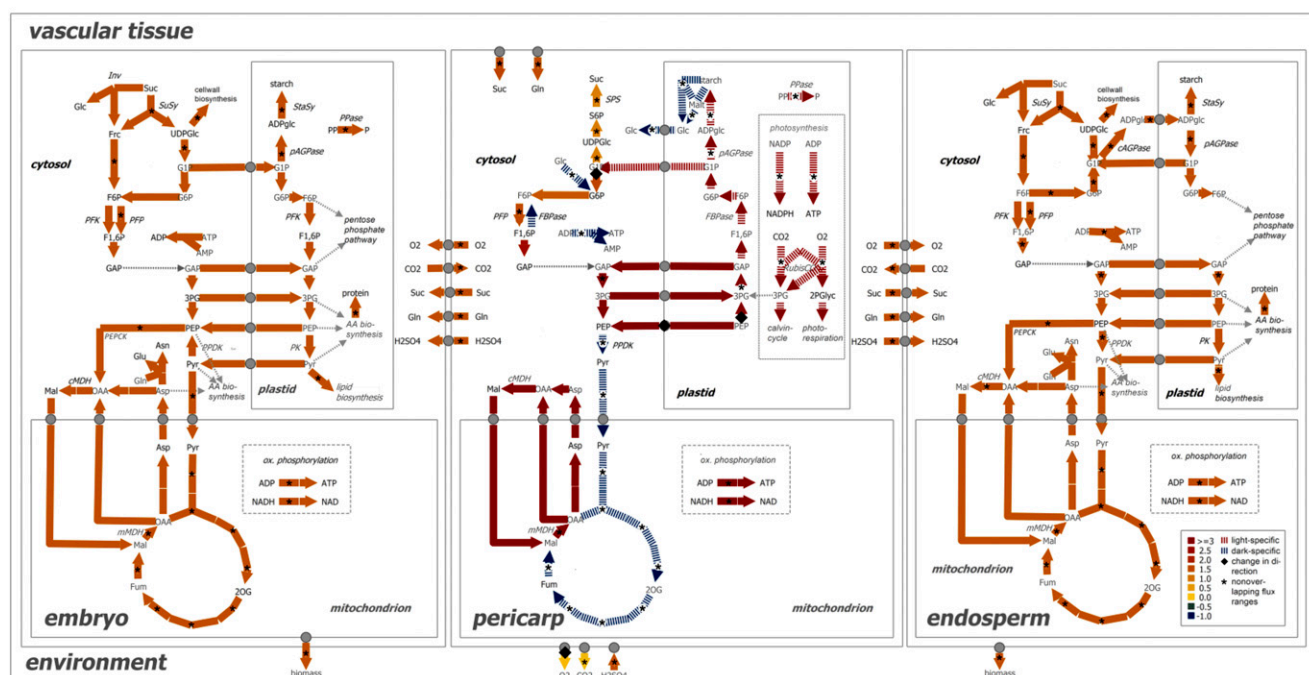 vascular tissue
Inv
Suc
Glc
SuSy
cellwall
biosynthesis
Frc
UDPGlc
starch
StaSy
ADPglc
PPase
PP
P
pAGPase
cytosol
G1P
G1P
F6P
G6P
G6P
F6P
PFK
PFP
PFK
F1,6P
ADP
ATP
AMP
F1,6P
pentose
phosphate
pathway
GAP
GAP
GAP
3PG
3PG
protein
PEP
PEP
AA bio-
synthesis
PEPCK
PPDK
PK
Asn
Glu
Gln
Pyr
Pyr
cMDH
Mal
OAA
Asp
AA bio-
synthesis
plastid
lipid
biosynthesis
Asp
Pyr
ox. phosphorylation
ADP
ATP
NADH
NAD
OAA
mMDH
Mal
Fum
2OG
embryo
mitochondrion
environment
biomass
O2
O2
CO2
CO2
Suc
Suc
Gln
Gln
H2SO4
H2SO4
Suc
Gln
Suc
SPS
S6P
UDPGlc
cytosol
G1P
Glc
F6P
G6P
PFP
FBPase
F1,6P
ADP
ATP
AMP
GAP
GAP
3PG
PEP
PPDK
Pyr
starch
Malt
Glc
Glc
ADPglc
pAGPase
G1P
G6P
F6P
FBPase
F1,6P
GAP
3PG
PEP
PPase
PP
P
photosynthesis
NADP
ADP
NADPH
ATP
CO2
O2
RubisCO
3PG
2PGlyc
calvin-
cycle
photo-
respiration
plastid
cMDH
Mal
OAA
Asp
Asp
Pyr
ox. phosphorylation
ADP
ATP
NADH
NAD
OAA
mMDH
Mal
Fum
2OG
pericarp
mitochondrion
O2
CO2
H2SO4
O2
O2
CO2
CO2
Suc
Suc
Gln
Gln
H2SO4
H2SO4
Suc
Glc
SuSy
cellwall
biosynthesis
Frc
UDPGlc
ADPglc
ADPglc
starch
StaSy
cAGPase
pAGPase
cytosol
G1P
G1P
F6P
G6P
G6P
F6P
PFK
PFP
F1,6P
ADP
ATP
AMP
pentose
phosphate
pathway
GAP
GAP
GAP
3PG
3PG
protein
PEP
PEP
AA bio-
synthesis
PEPCK
PPDK
PK
Asn
Glu
Gln
Pyr
Pyr
cMDH
Mal
OAA
Asp
AA bio-
synthesis
plastid
lipid
biosynthesis
Asp
Pyr
ox. phosphorylation
ADP
ATP
NADH
NAD
OAA
mMDH
Mal
Fum
2OG
mitochondrion
endosperm
biomass
>=3
2.5
2.0
1.5
1.0
0.5
0.0
-0.5
-1.0
light-specific
dark-specific
change in di-
rection
nonover-
lapping flux
ranges